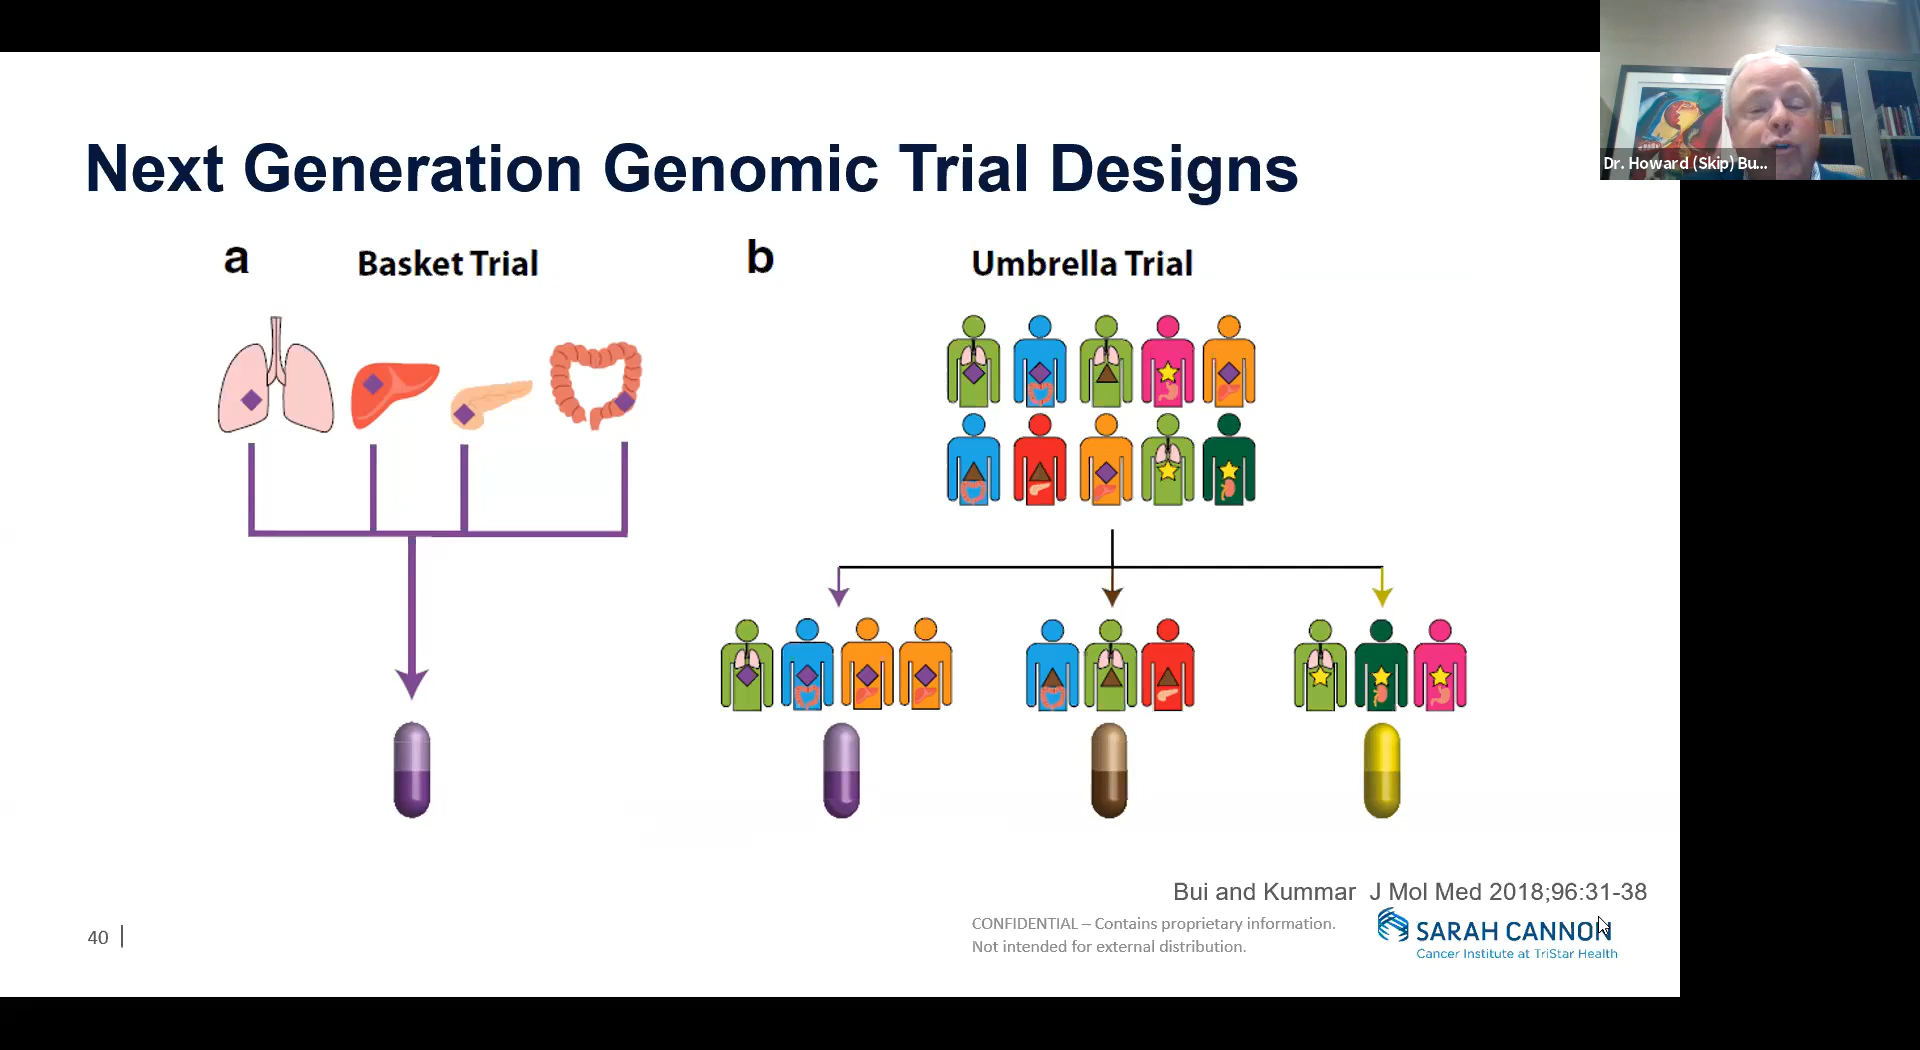 Next Generation Genomic Trial Designs
Dr. Howard (Skip) Bu...
a
Basket Trial
b
Umbrella Trial
Bui and Kummar J Mol Med 2018;96:31-38
40
CONFIDENTIAL – Contains proprietary information.
Not intended for external distribution.
SARAH CANNON
Cancer Institute at TriStar Health